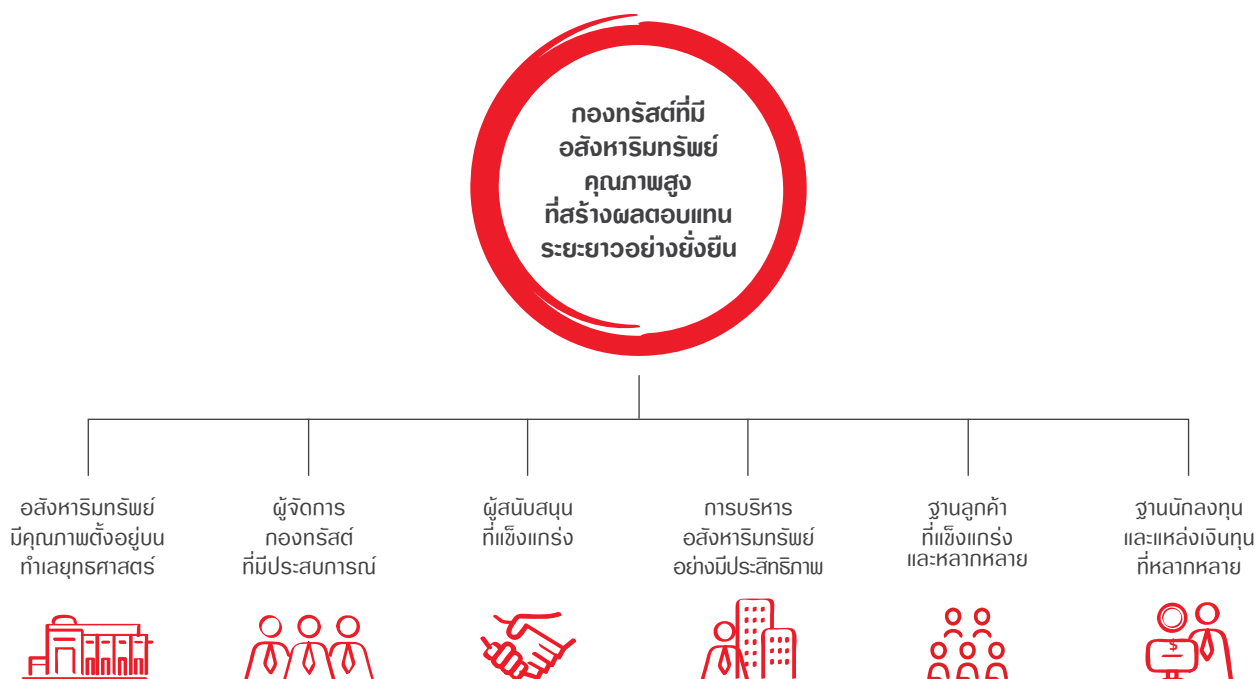 กองทรัสต์ที่มี
อสังหาริมทรัพย์
คุณภาพสูง
ที่สร้างผลตอบแทน
ระยะยาวอย่างยั่งยืน
อสังหาริมทรัพย์
มีคุณภาพตั้งอยู่บน
ทำเลยุทธศาสตร์
ผู้จัดการ
กองทรัสต์
ที่มีประสบการณ์
ผู้สนับสนุน
ที่แข็งแกร่ง
การบริหาร
อสังหาริมทรัพย์
อย่างมีประสิทธิภาพ
ฐานลูกค้า
ที่แข็งแกร่ง
และหลากหลาย
ฐานนักลงทุน
และแหล่งเงินทุน
ที่หลากหลาย
$